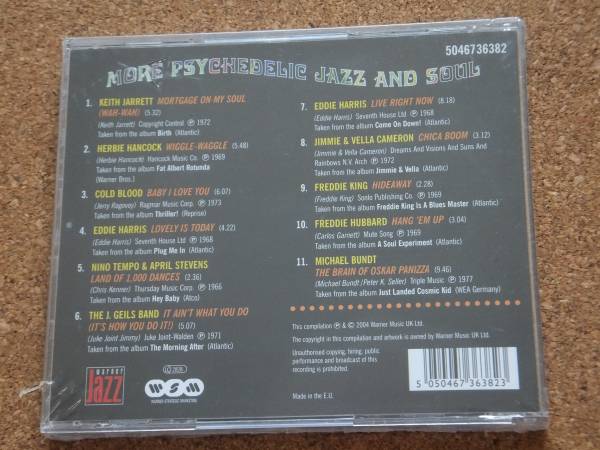 5046736382
MORE PSYCHEDELIC JAZZ AND SOUL
1. KEITH JARRETT MORTGAGE ON MY SOUL
(WAH-WAH) (5.32)
(Keith Jarrett) Copyright Control ℗ 1972
Taken from the album Birth (Atlantic)
2. HERBIE HANCOCK WIGGLE-WAGGLE (5.48)
(Herbie Hancock) Hancock Music Co. ℗ 1969
Taken from the album Fat Albert Rotunda
(Warner Bros.)
3. COLD BLOOD BABY I LOVE YOU (6.07)
(Jerry Ragovoy) Ragmar Music Corp. ℗ 1973
Taken from the album Thriller! (Reprise)
4. EDDIE HARRIS LOVELY IS TODAY (4.22)
(Eddie Harris) Seventh House Ltd ℗ 1968
Taken from the album Plug Me In (Atlantic)
5. NINO TEMPO & APRIL STEVENS
LAND OF 1,000 DANCES (2.36)
(Chris Kenner) Thursday Music Corp. ℗ 1966
Taken from the album Hey Baby (Atco)
6. THE J. GEILS BAND IT AIN'T WHAT YOU DO
(IT'S HOW YOU DO IT!) (5.07)
(Juke Joint Jimmy) Juke Joint-Walden ℗ 1971
Taken from the album The Morning After (Atlantic)
7. EDDIE HARRIS LIVE RIGHT NOW (8.18)
(Eddie Harris) Seventh House Ltd ℗ 1968
Taken from the album Come On Down! (Atlantic)
8. JIMMIE & VELLA CAMERON CHICA BOOM (3.12)
(Jimmie & Vella Cameron) Dreams And Visions And Suns And
Rainbows N.V. Arch ℗ 1972
Taken from the album Jimmie & Vella (Atlantic)
9. FREDDIE KING HIDEAWAY (2.28)
(Freddie King) Sonlo Publishing Co. ℗ 1969
Taken from the album Freddie King Is A Blues Master (Atlantic)
10. FREDDIE HUBBARD HANG 'EM UP (3.04)
(Carlos Garnett) Mute Song ℗ 1969
Taken from the album A Soul Experiment (Atlantic)
11. MICHAEL BUNDT
THE BRAIN OF OSKAR PANIZZA (9.46)
(Michael Bundt/Peter K. Seiler) Triple Music ℗ 1977
Taken from the album Just Landed Cosmic Kid (WEA Germany)
This compilation ℗ & © 2004 Warner Music UK Ltd.
The copyright in this compilation and artwork is owned by Warner Music UK Ltd.
Unauthorised copying, hiring, public
performance and broadcast of this
recording is prohibited.
Made in the E.U.
5 050467 363823
warner
Jazz
WSM
WARNER STRATEGIC MARKETING